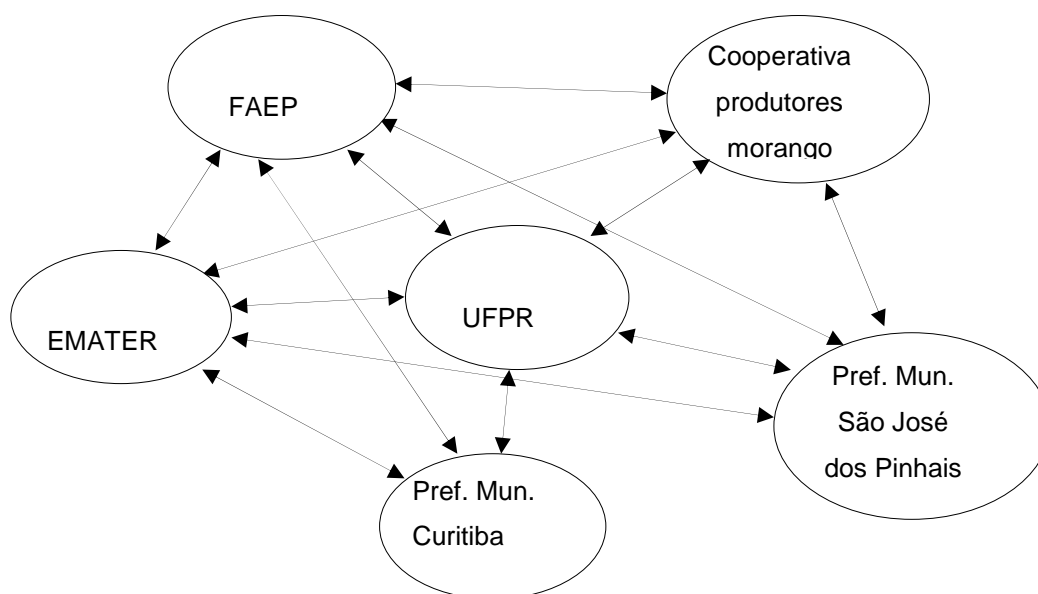 FAEP
Cooperativa
produtores
morango
EMATER
UFPR
Pref. Mun.
São José
dos Pinhais
Pref. Mun.
Curitiba